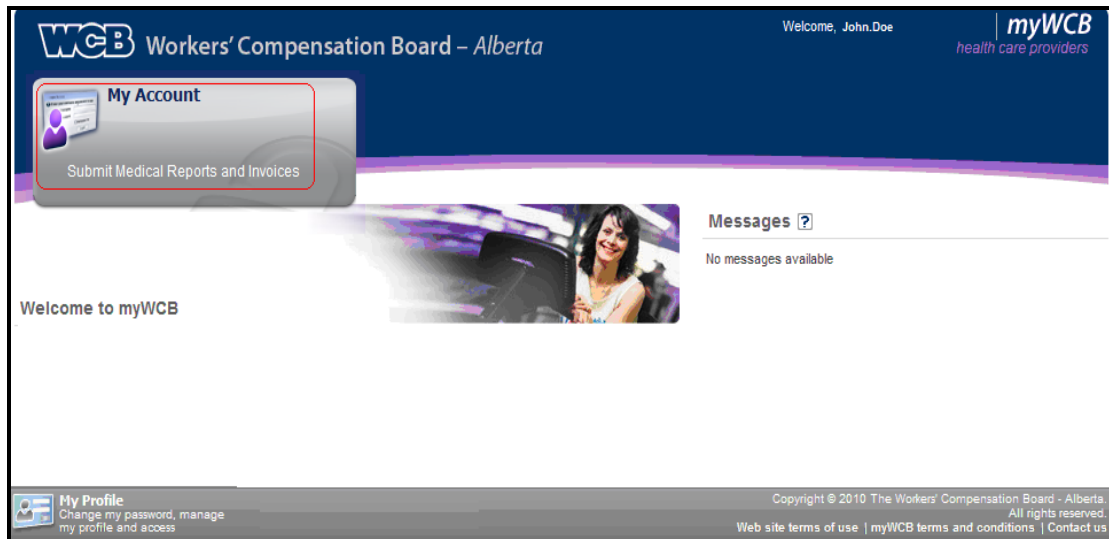 WCB Workers' Compensation Board – Alberta
Welcome, John.Doe
myWCB
health care providers
My Account
Submit Medical Reports and Invoices
Messages ?
No messages available
Welcome to myWCB
My Profile
Change my password, manage
my profile and access
Copyright © 2010 The Workers' Compensation Board - Alberta.
All rights reserved.
Web site terms of use | myWCB terms and conditions | Contact us